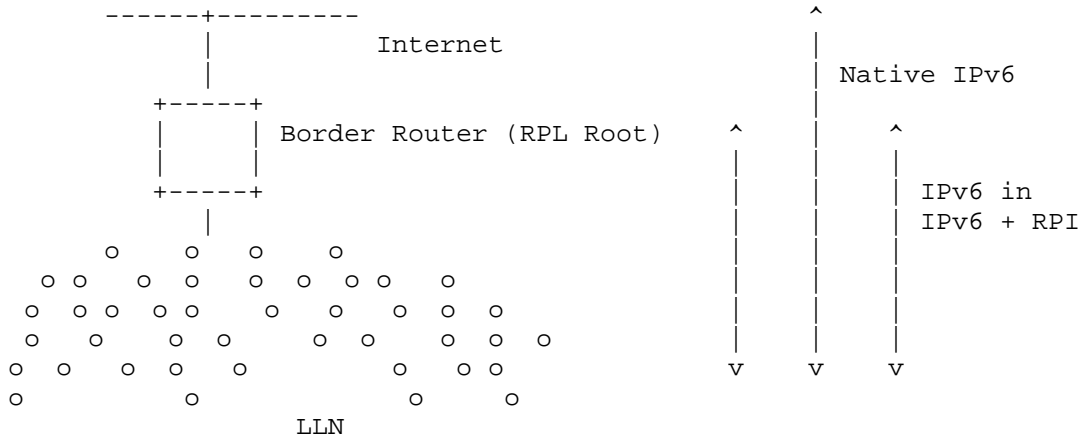 Internet
Native IPv6
Border Router (RPL Root)
IPv6 in
IPv6 + RPI
LLN